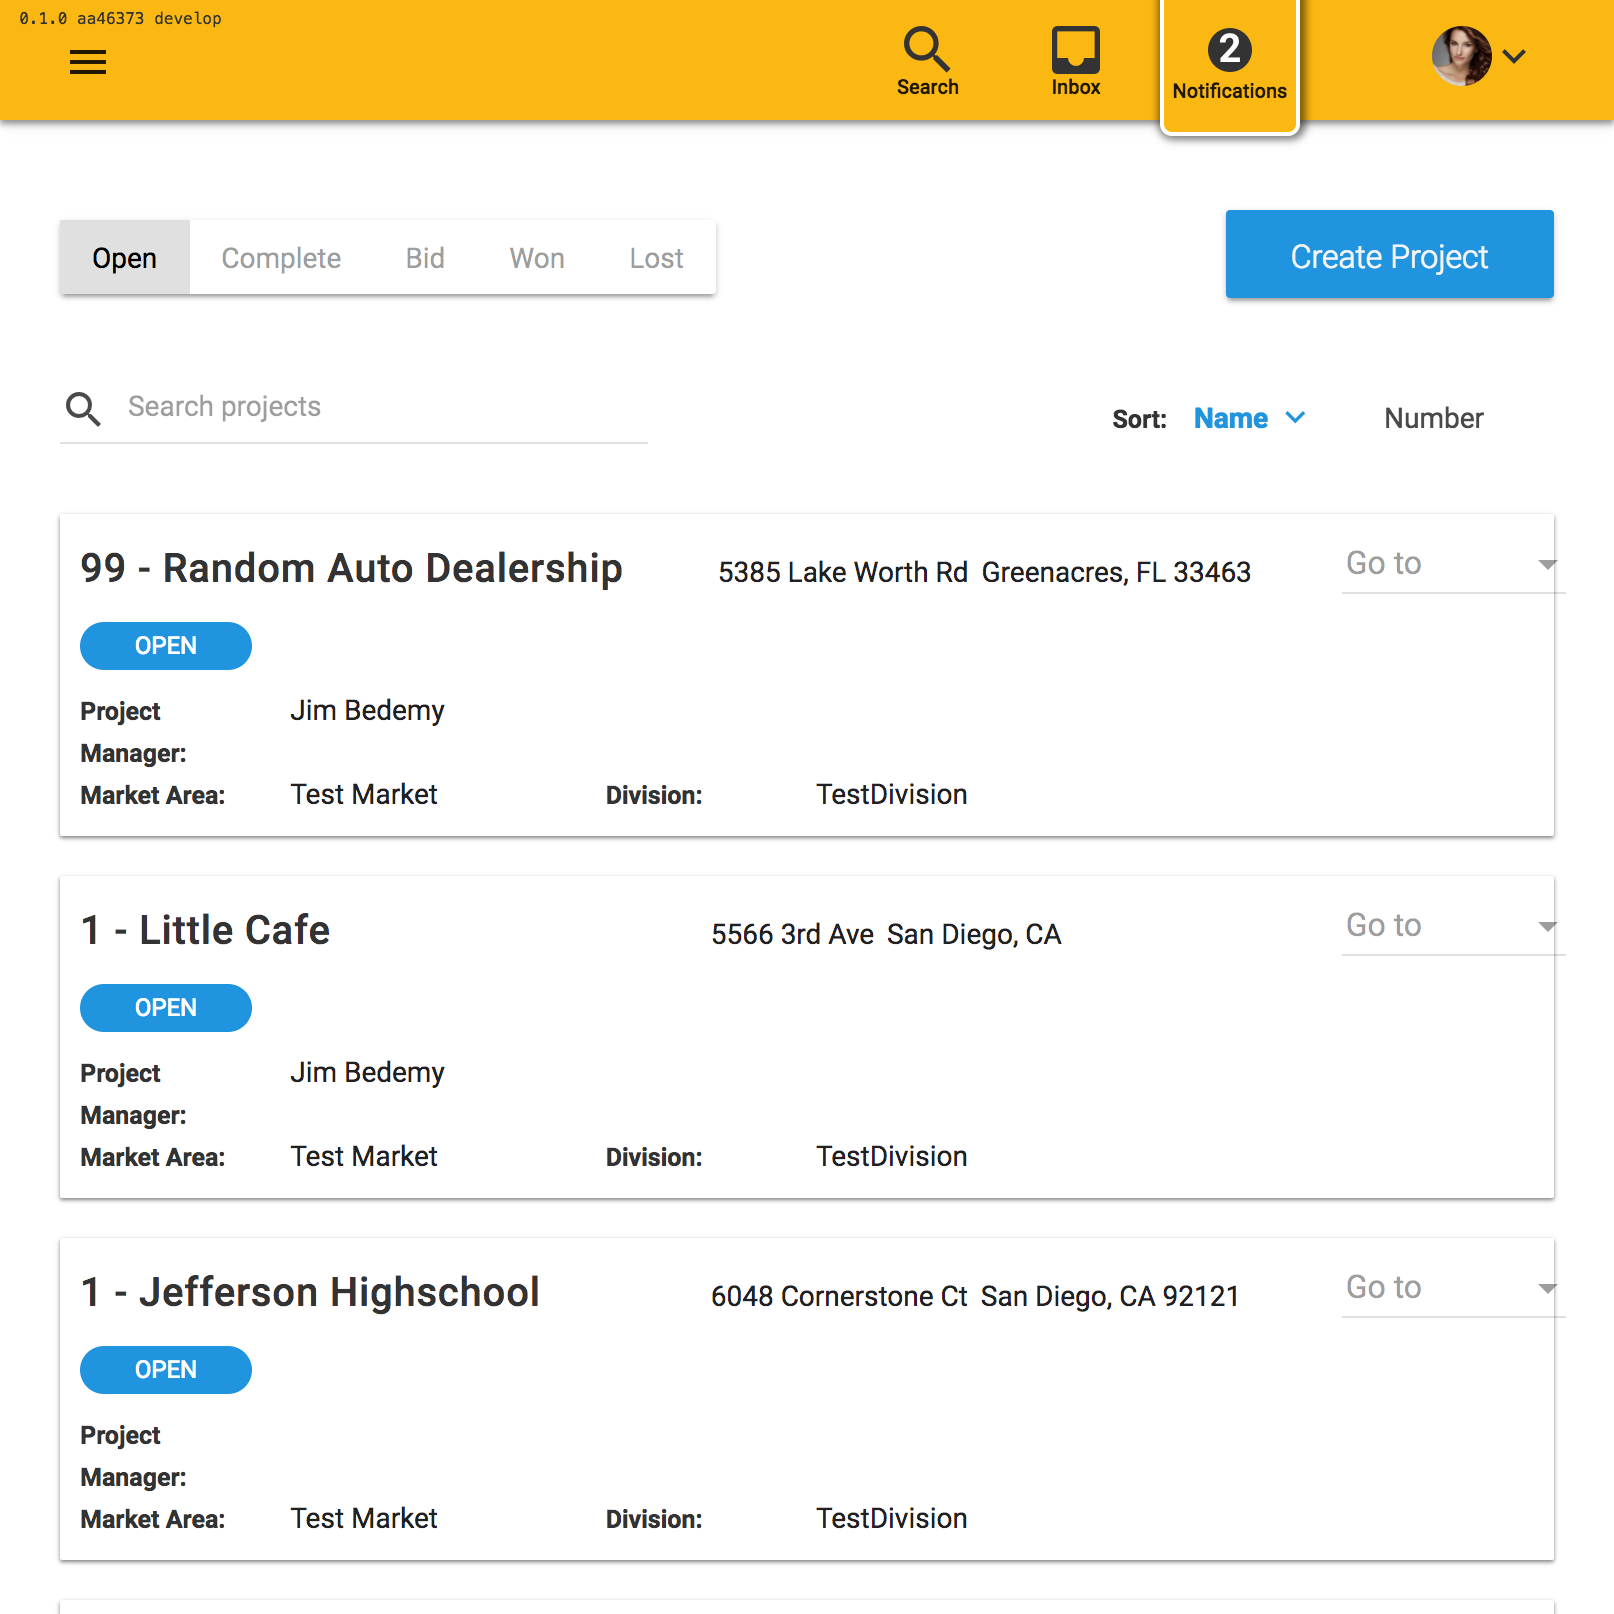 0.1.0 aa46373 develop
Search
Inbox
2
Notifications
Open Complete Bid Won Lost
Create Project
Search projects
Sort: Name Number
99 - Random Auto Dealership 5385 Lake Worth Rd Greenacres, FL 33463 Go to
OPEN
Project Jim Bedemy
Manager:
Market Area: Test Market Division: TestDivision
1 - Little Cafe 5566 3rd Ave San Diego, CA Go to
OPEN
Project Jim Bedemy
Manager:
Market Area: Test Market Division: TestDivision
1 - Jefferson Highschool 6048 Cornerstone Ct San Diego, CA 92121 Go to
OPEN
Project
Manager:
Market Area: Test Market Division: TestDivision